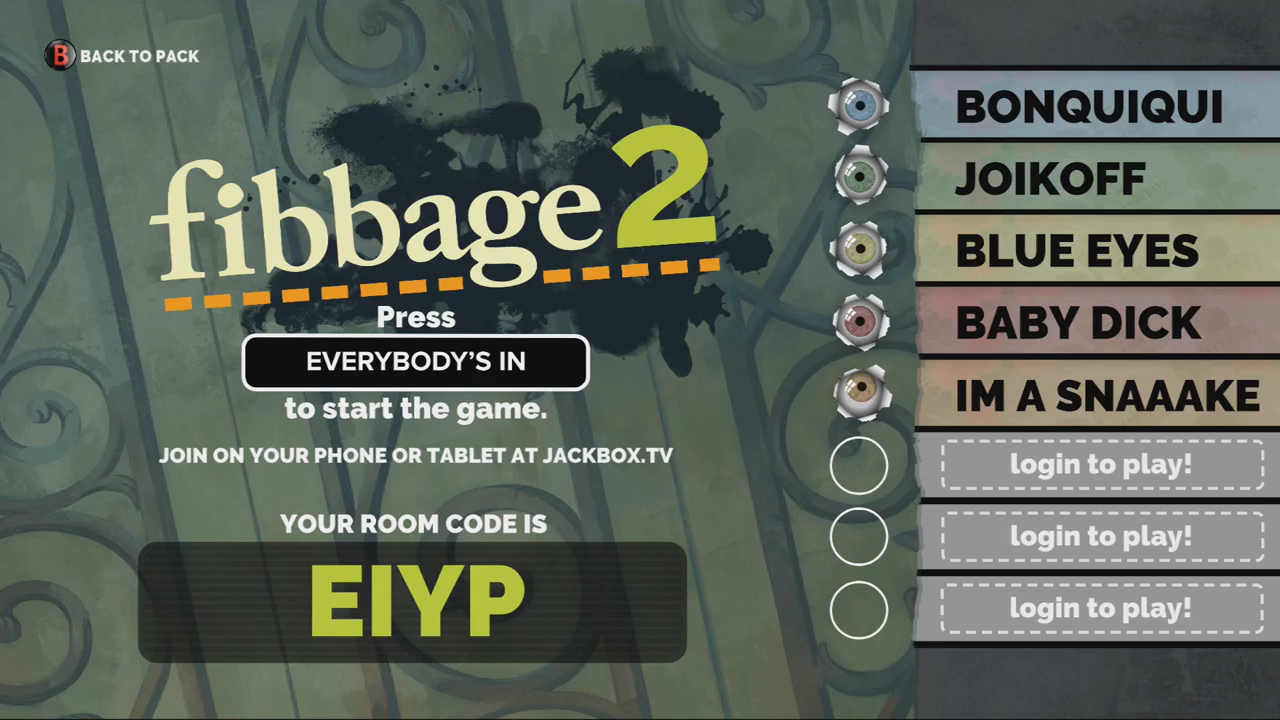 B BACK TO PACK
fibbage 2
Press
EVERYBODY'S IN
to start the game.
JOIN ON YOUR PHONE OR TABLET AT JACKBOX.TV
YOUR ROOM CODE IS
EIYP
BONQUIQUI
JOIKOFF
BLUE EYES
BABY DICK
IM A SNAAAKE
login to play!
login to play!
login to play!